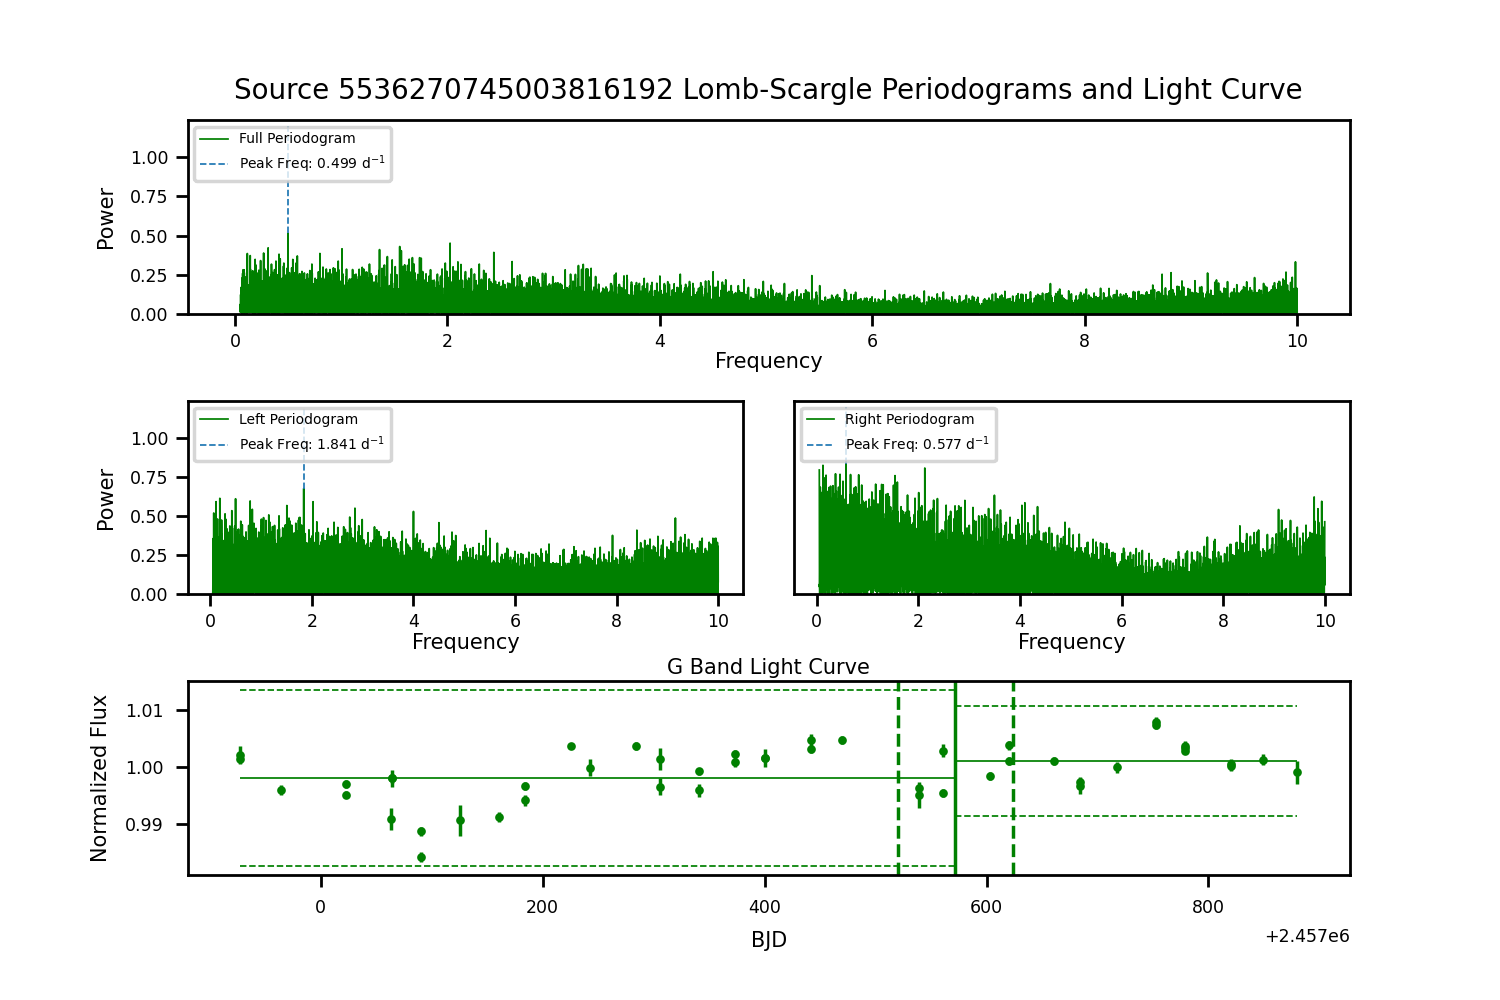 Source 5536270745003816192 Lomb-Scargle Periodograms and Light Curve
Full Periodogram
Peak Freq: 0.499 d⁻¹
Power
1.00
0.75
0.50
0.25
0.00
0 2 4 6 8 10
Frequency
Left Periodogram
Peak Freq: 1.841 d⁻¹
Power
1.00
0.75
0.50
0.25
0.00
0 2 4 6 8 10
Frequency
Right Periodogram
Peak Freq: 0.577 d⁻¹
0 2 4 6 8 10
Frequency
G Band Light Curve
Normalized Flux
1.01
1.00
0.99
0 200 400 600 800
BJD
+2.457e6